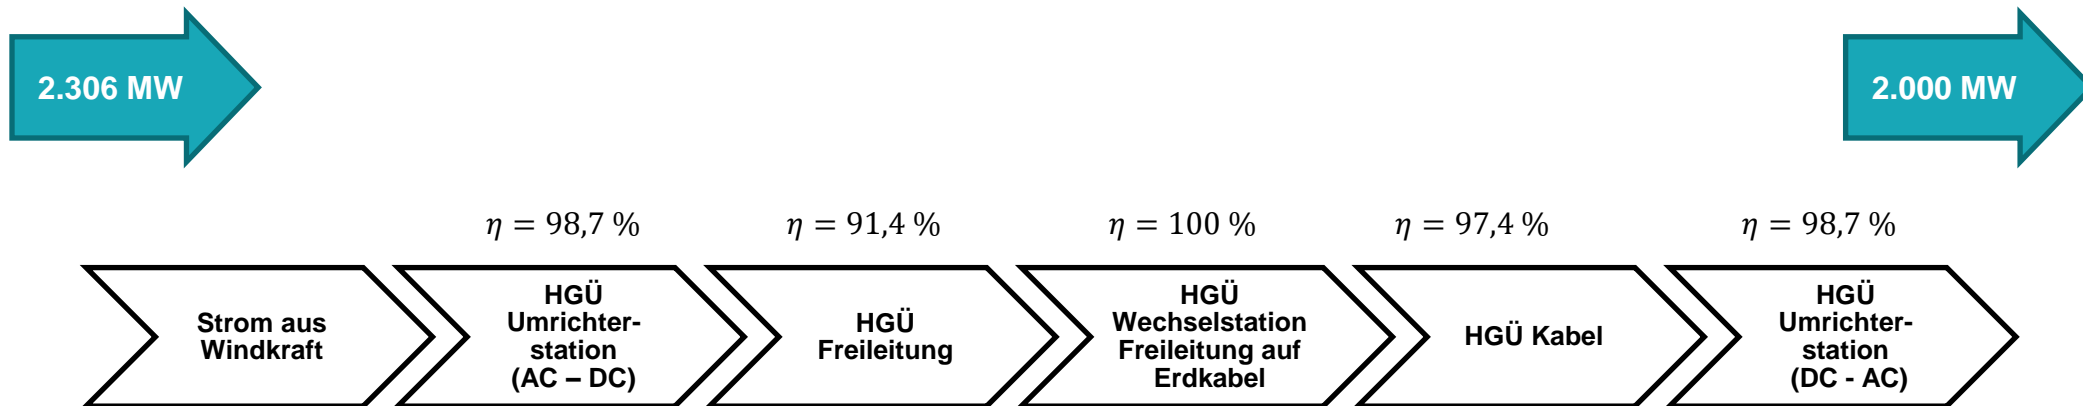 2.306 MW
2.000 MW
η = 98,7 %
η = 91,4 %
η = 100 %
η = 97,4 %
η = 98,7 %
Strom aus
Windkraft
HGÜ
Umrichter-
station
(AC – DC)
HGÜ
Freileitung
HGÜ
Wechselstation
Freileitung auf
Erdkabel
HGÜ Kabel
HGÜ
Umrichter-
station
(DC - AC)